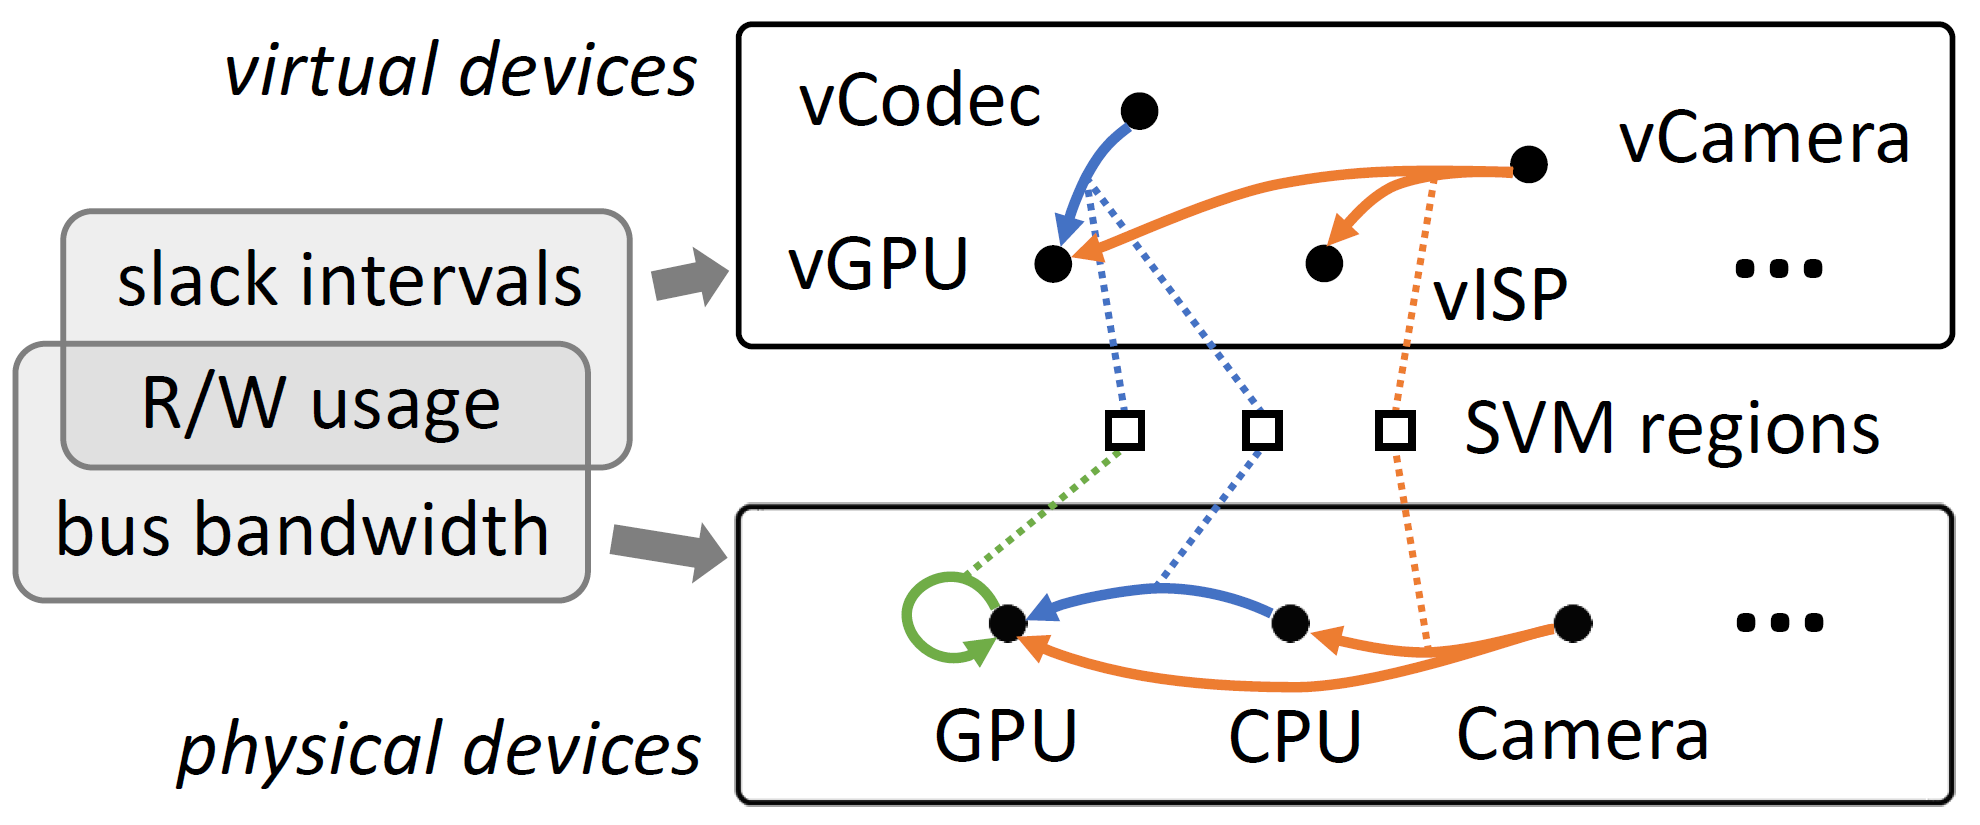 virtual devices
vCodec
vCamera
vGPU
vISP
...
slack intervals
R/W usage
bus bandwidth
SVM regions
...
GPU
CPU
Camera
physical devices